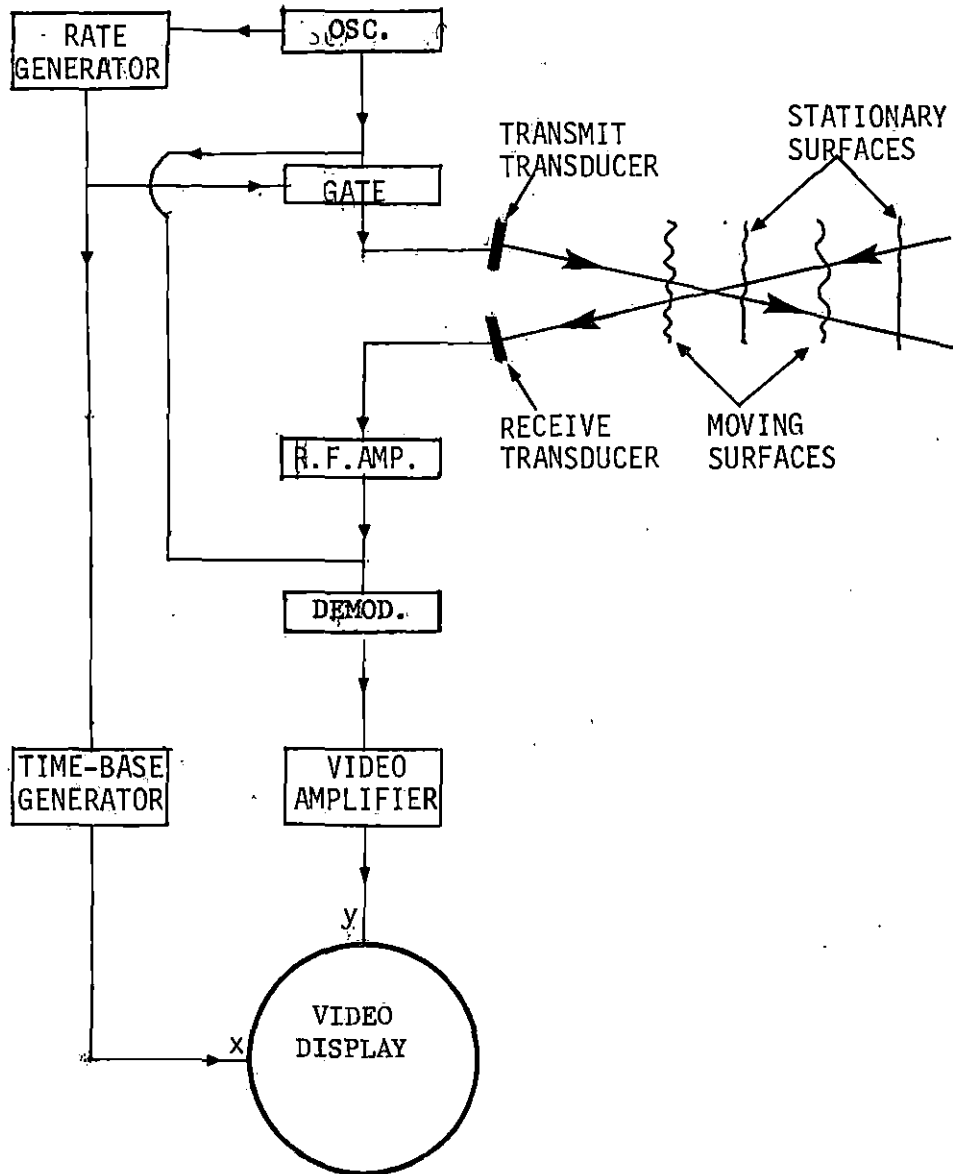 RATE
GENERATOR
OSC.
TRANSMIT
TRANSDUCER
STATIONARY
SURFACES
GATE
RECEIVE
TRANSDUCER
MOVING
SURFACES
R.F.AMP.
DEMOD.
TIME-BASE
GENERATOR
VIDEO
AMPLIFIER
y
x
VIDEO
DISPLAY